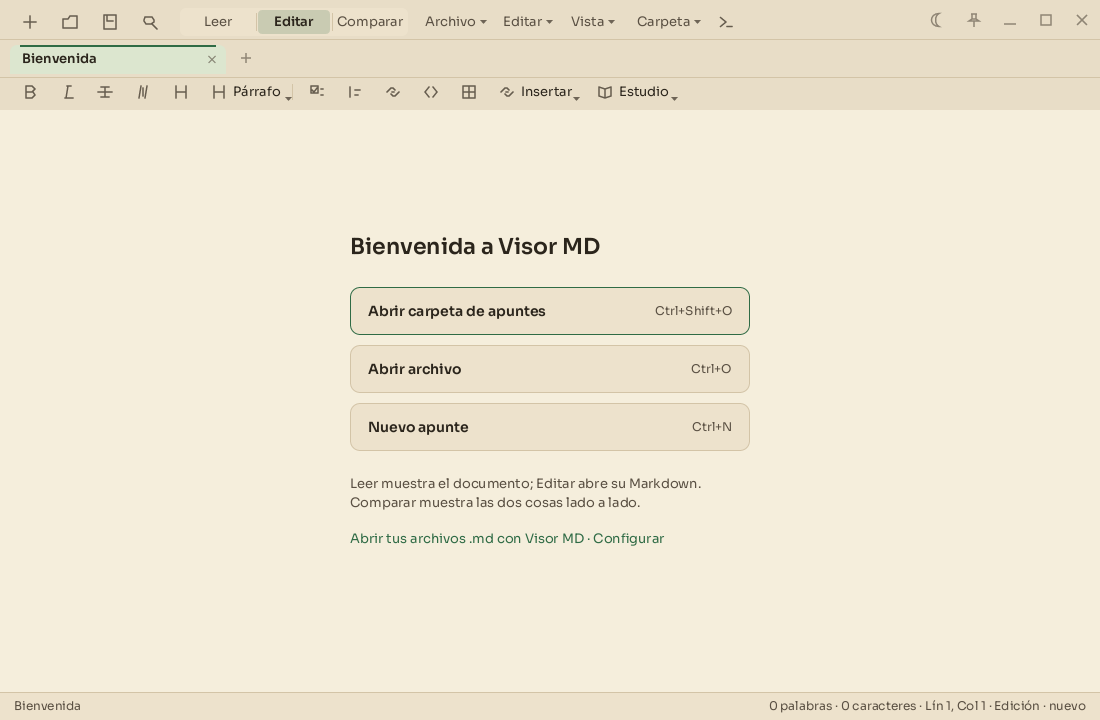 Leer Editar Comparar Archivo Editar Vista Carpeta
Bienvenida
Párrafo Insertar Estudio
Bienvenida a Visor MD
Abrir carpeta de apuntes Ctrl+Shift+O
Abrir archivo Ctrl+O
Nuevo apunte Ctrl+N
Leer muestra el documento; Editar abre su Markdown.
Comparar muestra las dos cosas lado a lado.
Abrir tus archivos .md con Visor MD · Configurar
Bienvenida 0 palabras · 0 caracteres · Lín 1, Col 1 · Edición · nuevo